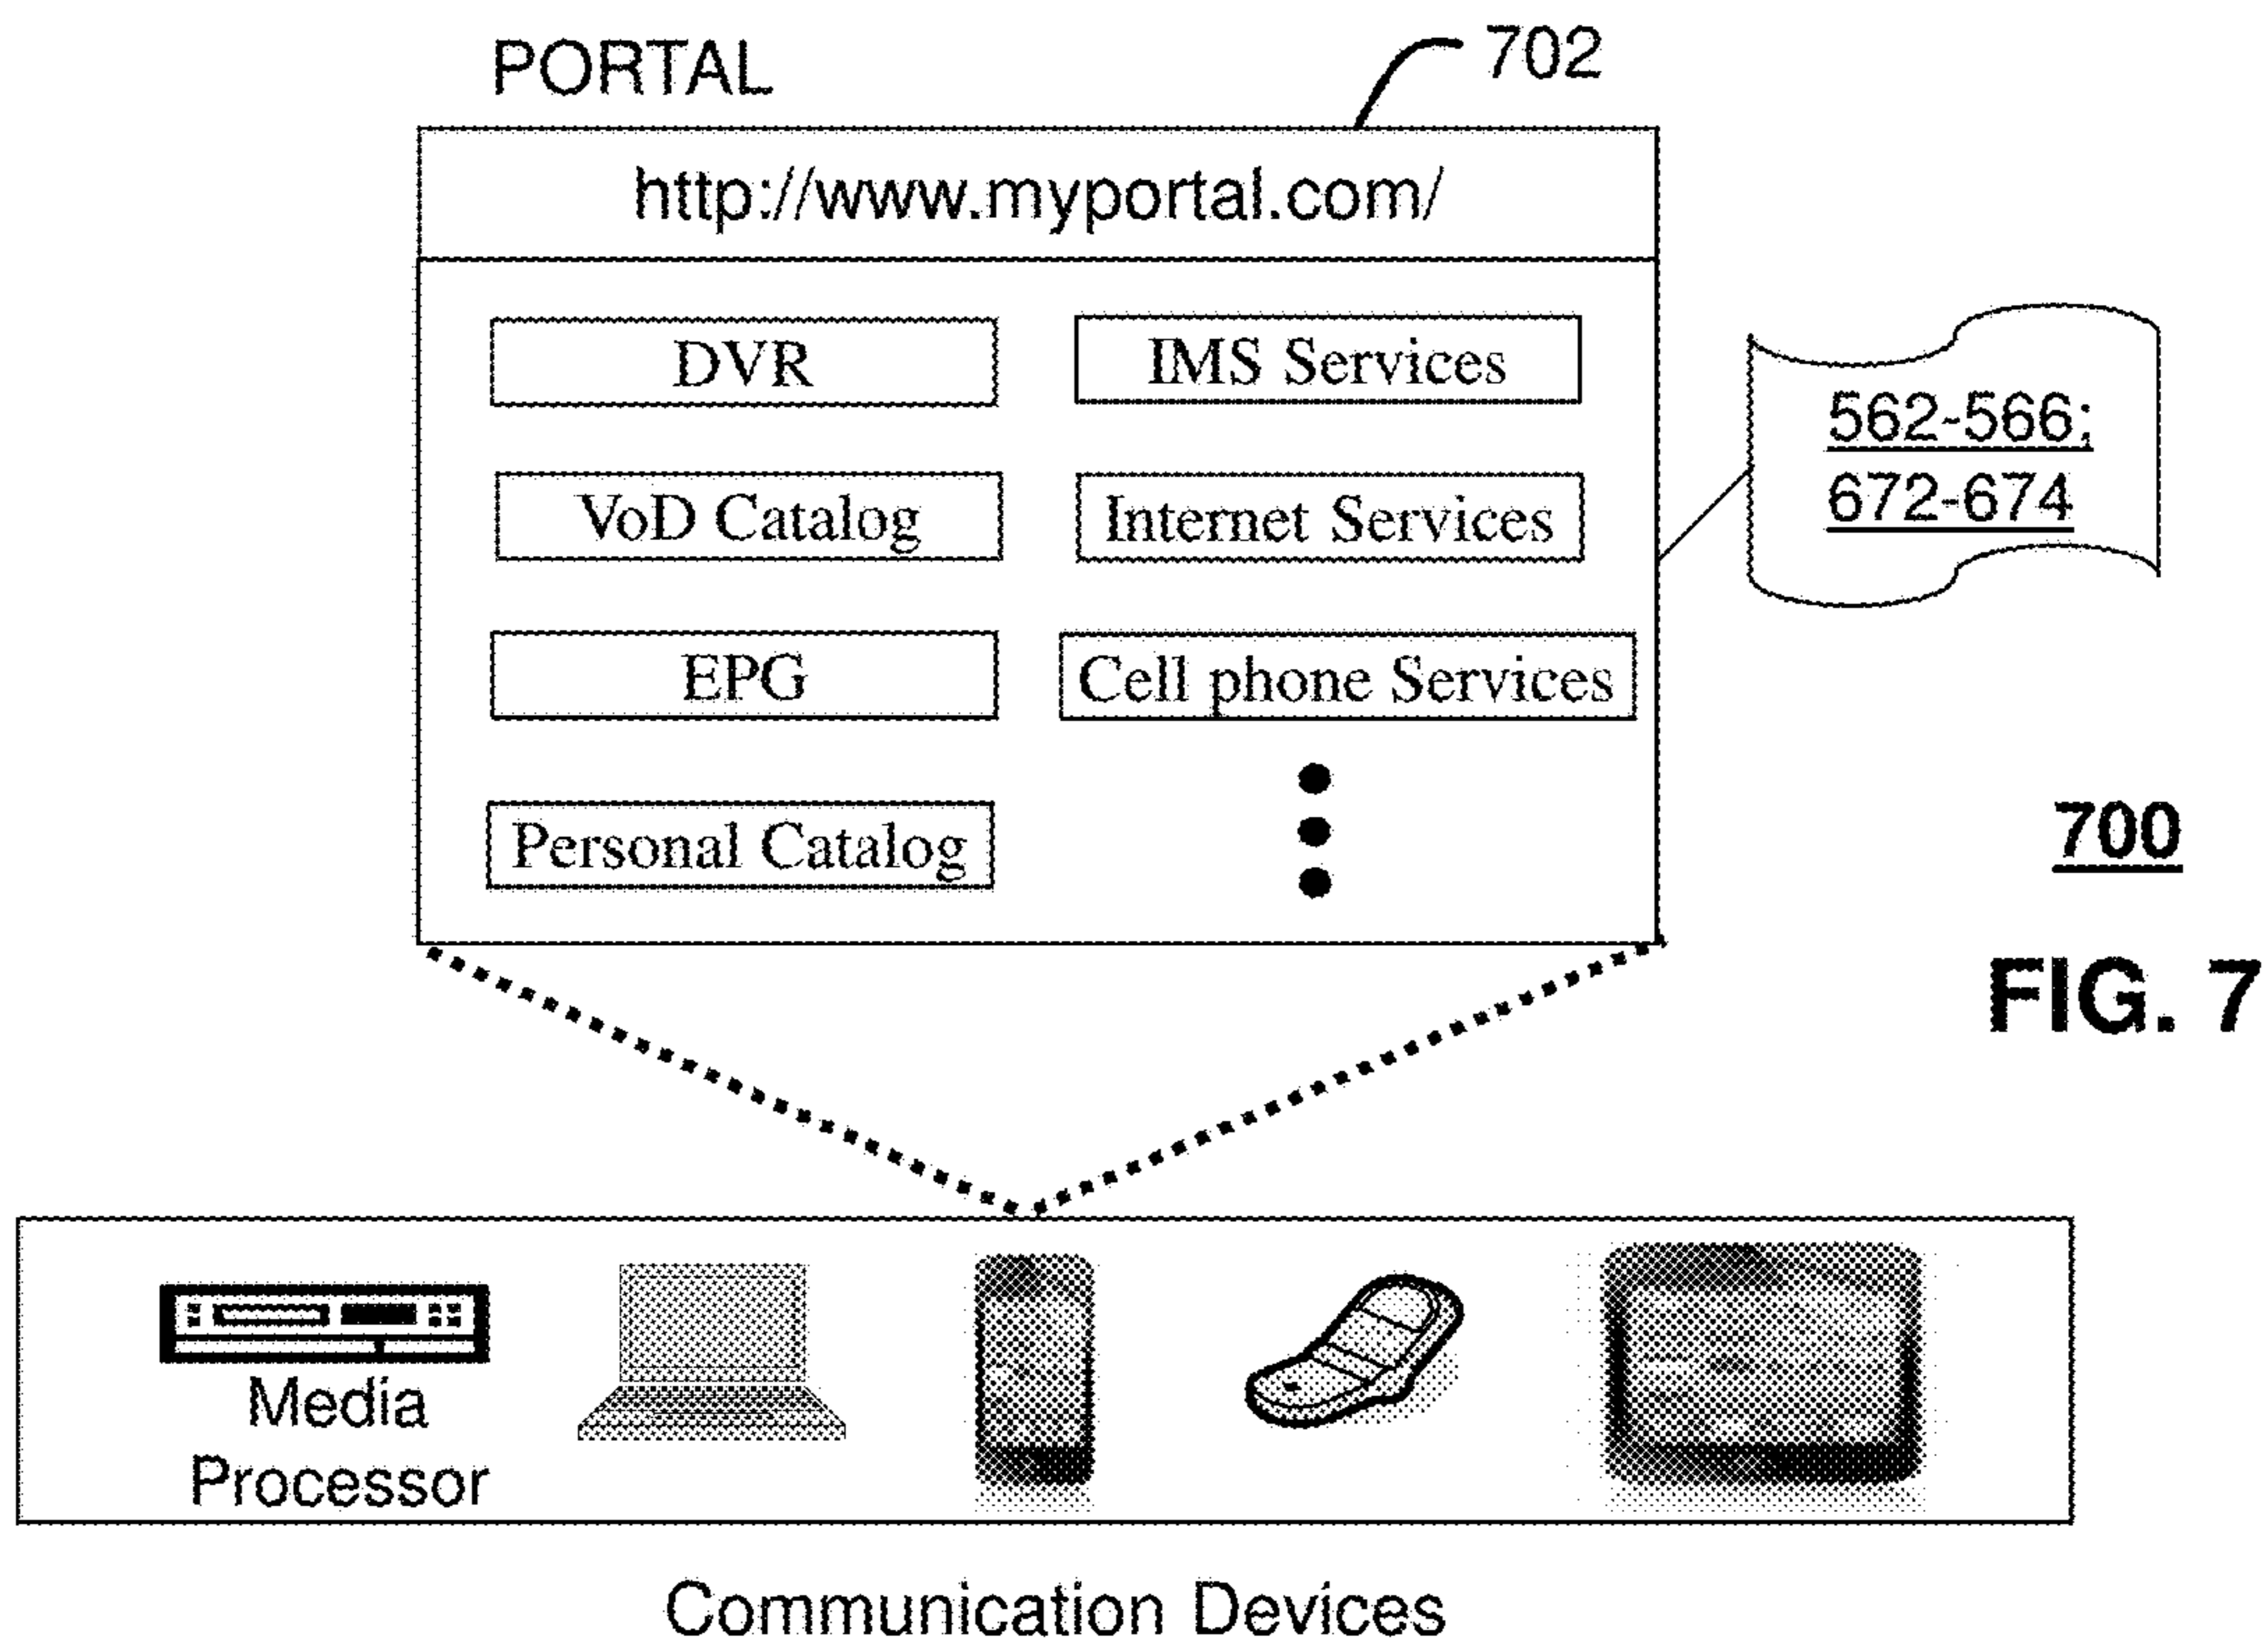 PORTAL
702
http://www.myportal.com/
DVR
IMS Services
VoD Catalog
Internet Services
EPG
Cell phone Services
Personal Catalog
562-566;
672-674
700
FIG. 7
Media
Processor
Communication Devices